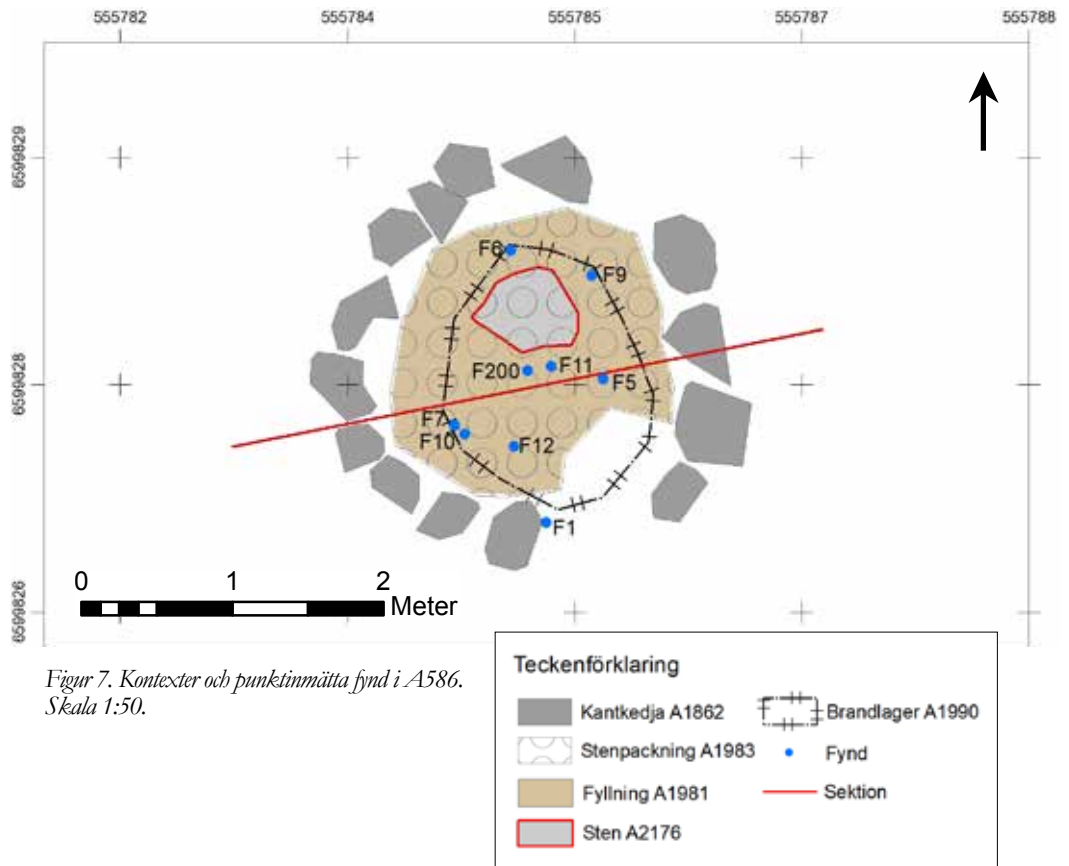 555782 555784 555785 555787 555788
6599829
6599828
6599826
F6
F9
F200 F11
F5
F7
F10 F12
F1
0 1 2
Meter
Figur 7. Kontexter och punktinmätta fynd i A586.
Skala 1:50.
Teckenförklaring
Kantkedja A1862
Stenpackning A1983
Fyllning A1981
Sten A2176
Brandlager A1990
Fynd
Sektion